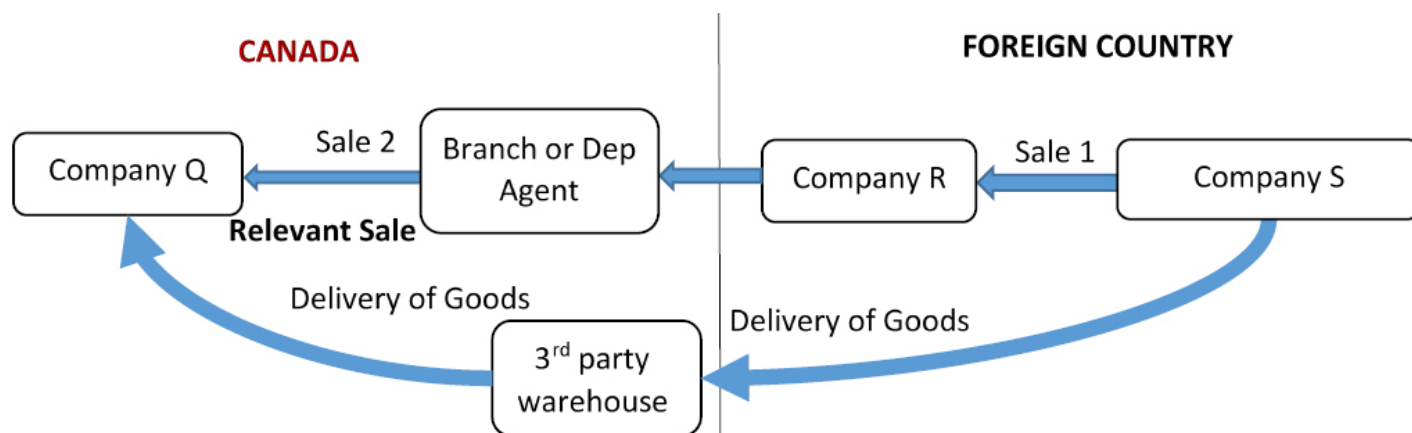 CANADA
FOREIGN COUNTRY
Company Q
Sale 2
Branch or Dep
Agent
Company R
Sale 1
Company S
Relevant Sale
Delivery of Goods
Delivery of Goods
3rd party
warehouse